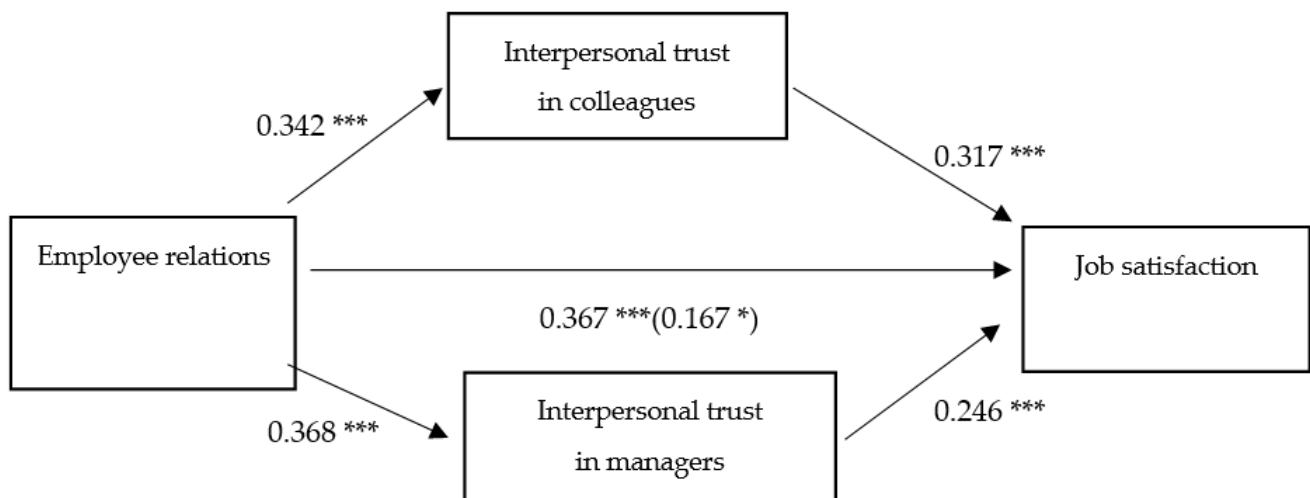 Interpersonal trust
in colleagues
0.342 ***
0.317 ***
Employee relations
Job satisfaction
0.367 ***(0.167 *)
0.368 ***
Interpersonal trust
in managers
0.246 ***